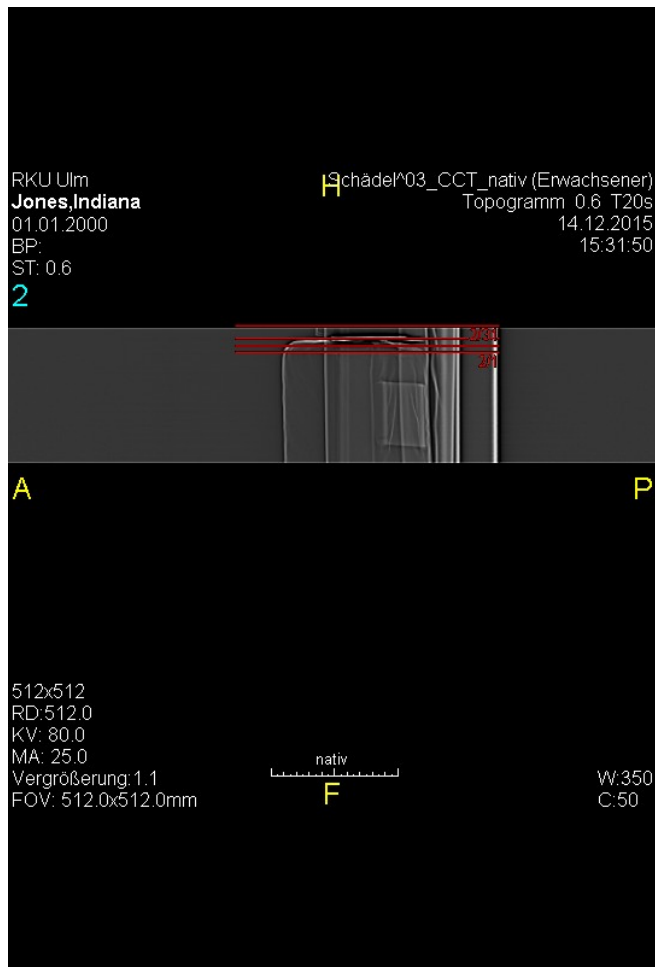 RKU Ulm
Jones,Indiana
01.01.2000
BP:
ST: 0.6
2
H
Schädel^03_CCT_nativ (Erwachsener)
Topogramm 0.6 T20s
14.12.2015
15:31:50
2/1
A
P
512x512
RD:512.0
KV: 80.0
MA: 25.0
Vergrößerung:1.1
FOV: 512.0x512.0mm
nativ
F
W:350
C:50